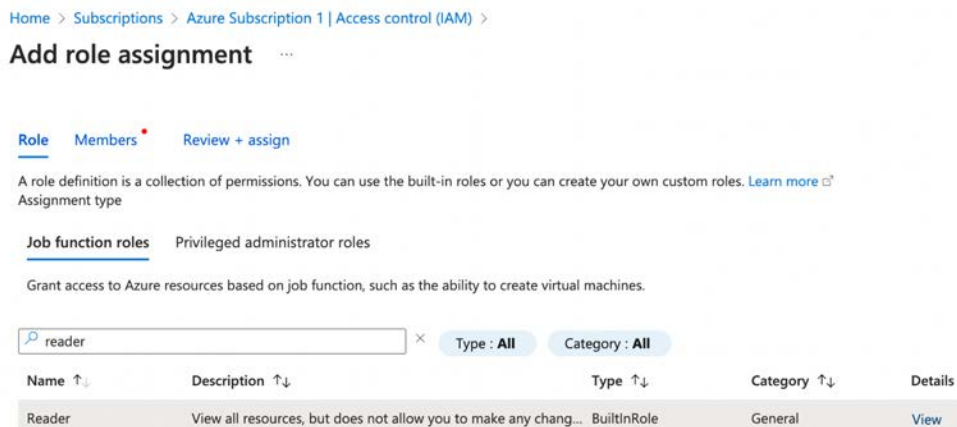 Home > Subscriptions > Azure Subscription 1 | Access control (IAM) >
Add role assignment ...
Role Members Review + assign
A role definition is a collection of permissions. You can use the built-in roles or you can create your own custom roles. Learn more
Assignment type
Job function roles Privileged administrator roles
Grant access to Azure resources based on job function, such as the ability to create virtual machines.
reader × Type : All Category : All
Name ↑↓ Description ↑↓ Type ↑↓ Category ↑↓ Details
Reader View all resources, but does not allow you to make any chang... BuiltInRole General View